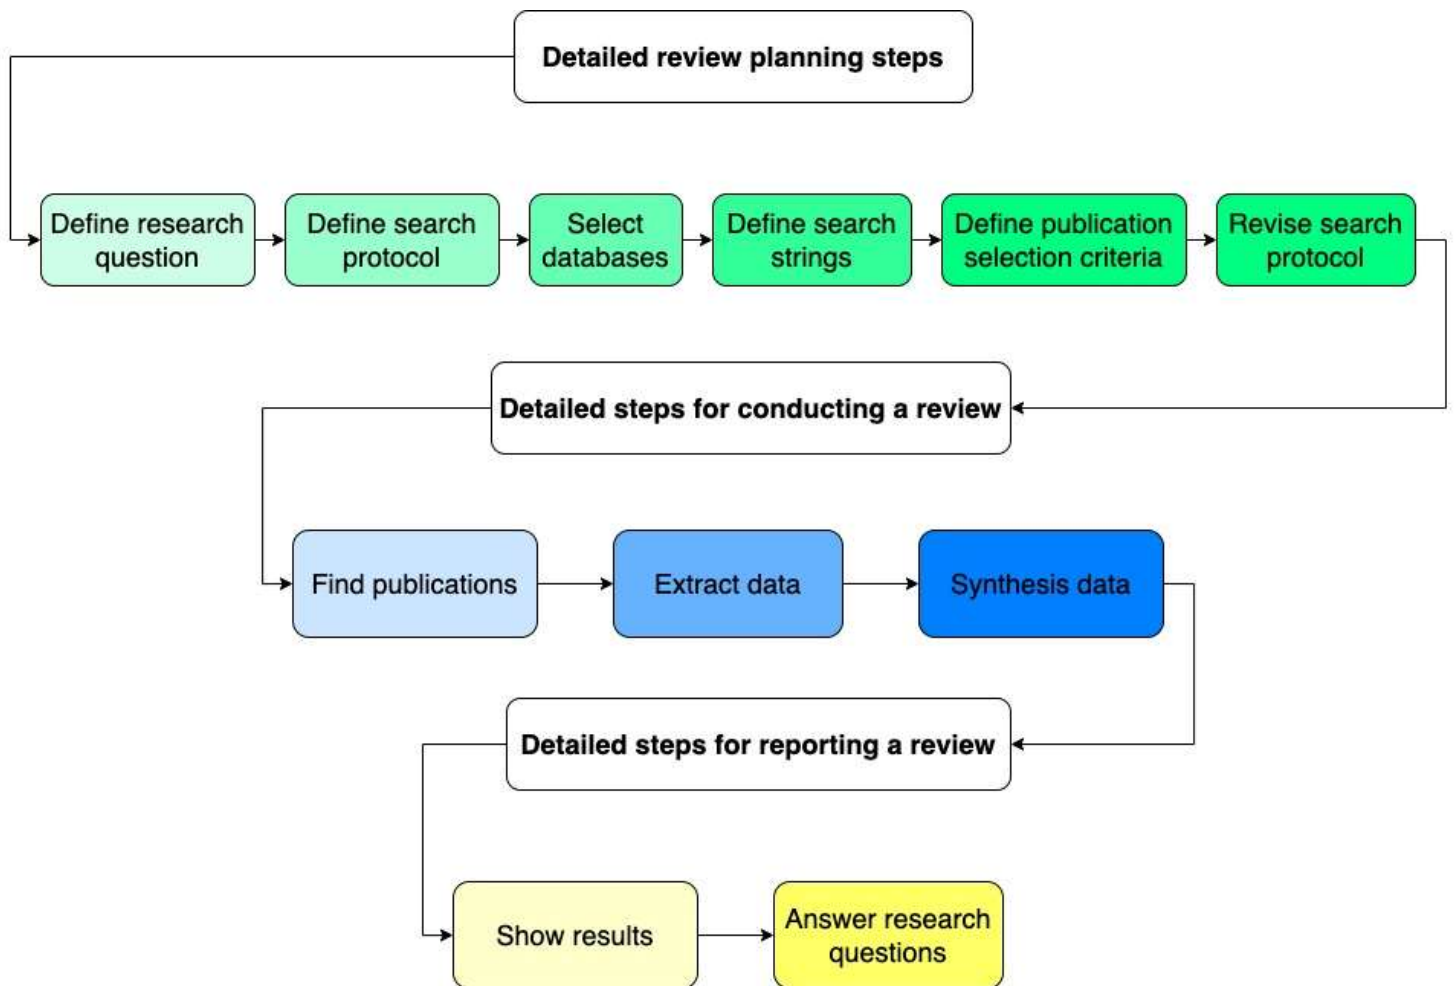 Detailed review planning steps
Define research
question
Define search
protocol
Select
databases
Define search
strings
Define publication
selection criteria
Revise search
protocol
Detailed steps for conducting a review
Find publications
Extract data
Synthesis data
Detailed steps for reporting a review
Show results
Answer research
questions